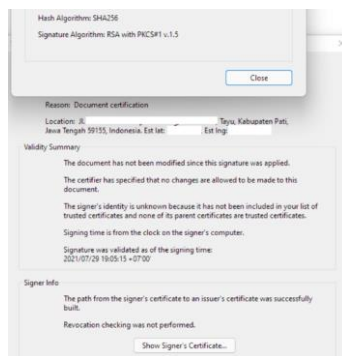 Hash Algorithm: SHA256
Signature Algorithm: RSA with PKCS#1 v.1.5
Close
Reason: Document certification
Location: Jl. Tayu, Kabupaten Pati,
Jawa Tengah 59155, Indonesia. Est lat: Est lng:
Validity Summary
The document has not been modified since this signature was applied.
The certifier has specified that no changes are allowed to be made to this
document.
The signer's identity is unknown because it has not been included in your list of
trusted certificates and none of its parent certificates are trusted certificates.
Signing time is from the clock on the signer's computer.
Signature was validated as of the signing time:
2021/07/29 19:05:15 +07'00'
Signer Info
The path from the signer's certificate to an issuer's certificate was successfully
built.
Revocation checking was not performed.
Show Signer's Certificate...